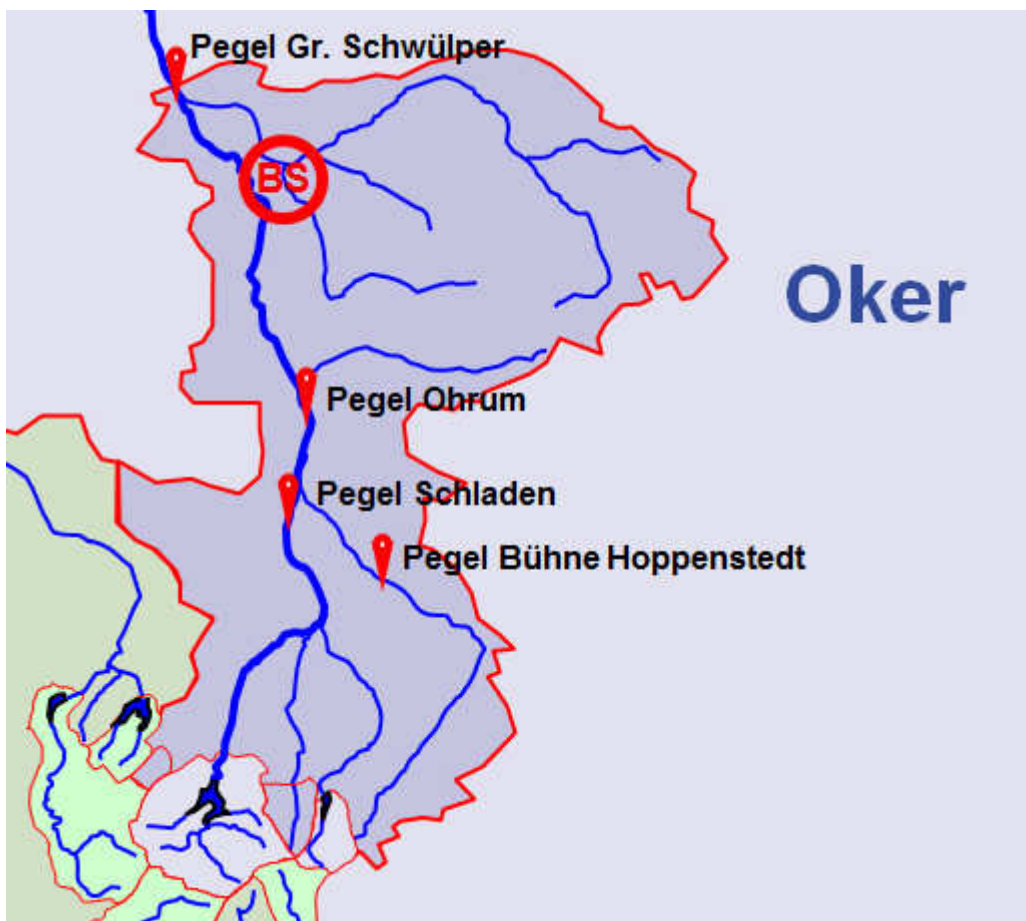 Pegel Gr. Schwülper
BS
Oker
Pegel Ohrum
Pegel Schladen
Pegel Bühne Hoppenstedt